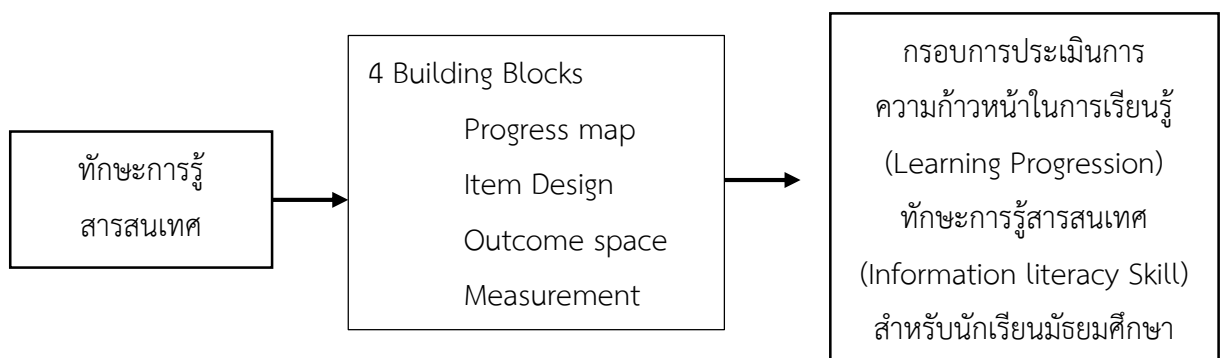 ทักษะการรู้
สารสนเทศ
4 Building Blocks
Progress map
Item Design
Outcome space
Measurement
กรอบการประเมินการ
ความก้าวหน้าในการเรียนรู้
(Learning Progression)
ทักษะการรู้สารสนเทศ
(Information literacy Skill)
สำหรับนักเรียนมัธยมศึกษา